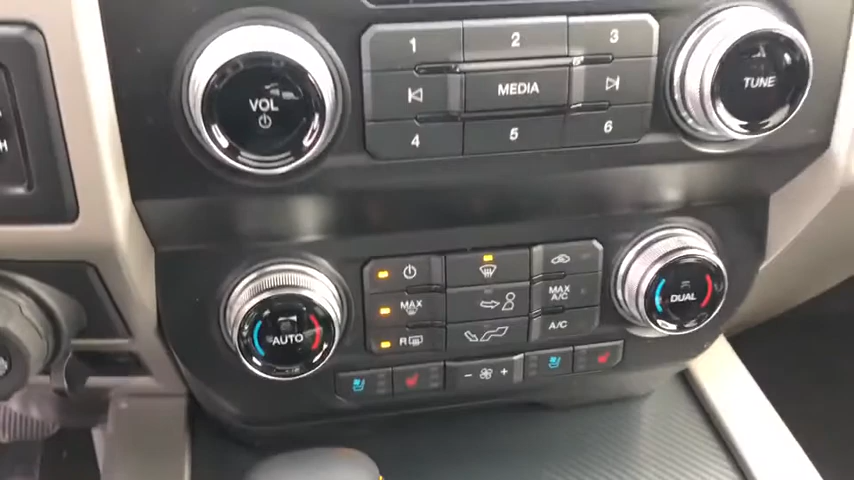 1 2 3
VOL MEDIA TUNE
4 5 6
MAX MAX A/C
AUTO R A/C DUAL
- +